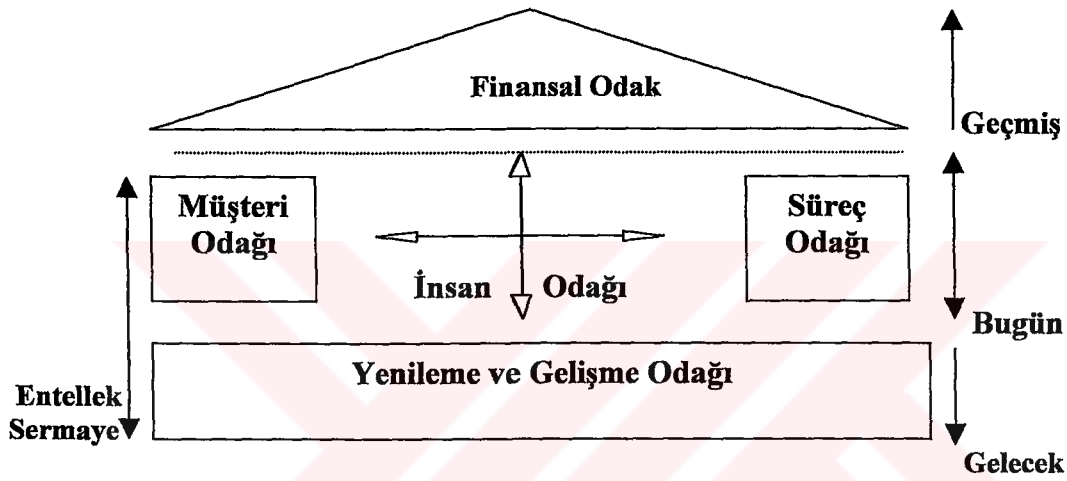 Finansal Odak
Geçmiş
Müşteri
Odağı
Süreç
Odağı
İnsan Odağı
Bugün
Yenileme ve Gelişme Odağı
Entellek
Sermaye
Gelecek